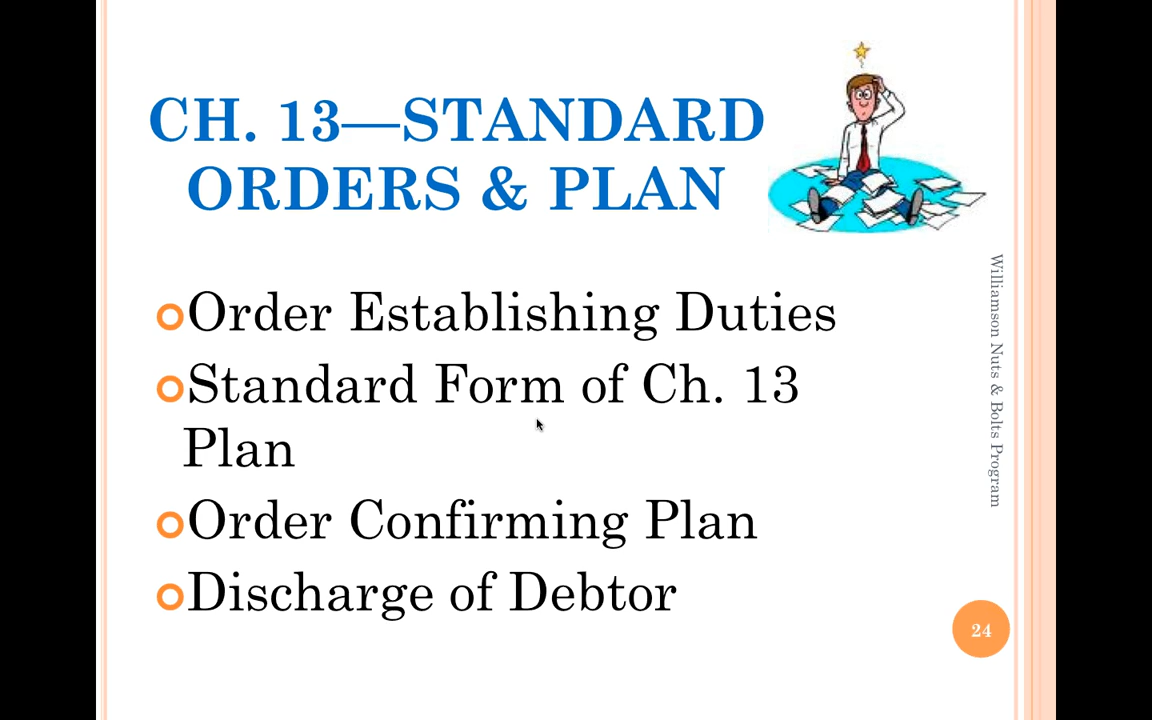 CH. 13—STANDARD
ORDERS & PLAN
Order Establishing Duties
Standard Form of Ch. 13
Plan
Order Confirming Plan
Discharge of Debtor
Williamson Nuts & Bolts Program
24